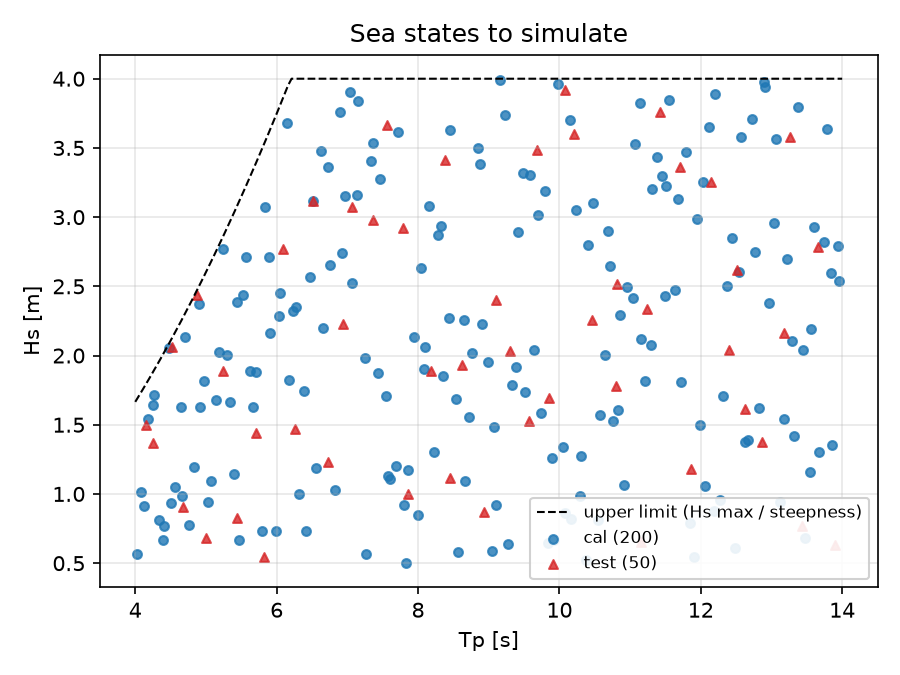 Sea states to simulate
Hs [m]
4.0
3.5
3.0
2.5
2.0
1.5
1.0
0.5
upper limit (Hs max / steepness)
cal (200)
test (50)
4 6 8 10 12 14
Tp [s]